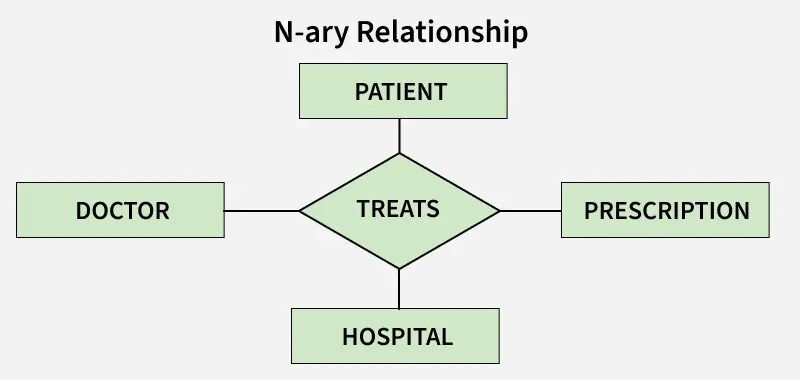 N-ary Relationship
PATIENT
DOCTOR
TREATS
PRESCRIPTION
HOSPITAL